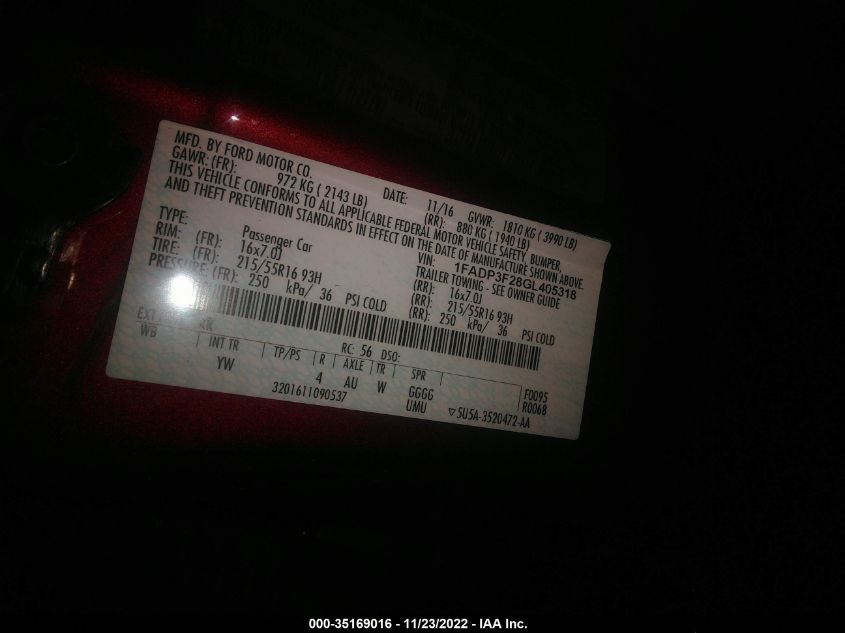 MFD. BY FORD MOTOR CO.
DATE: 11/16 GVWR: 1810 KG ( 3990 LB)
GAWR: (FR): 972 KG ( 2143 LB) (RR): 880 KG ( 1940 LB)
THIS VEHICLE CONFORMS TO ALL APPLICABLE FEDERAL MOTOR VEHICLE SAFETY, BUMPER,
AND THEFT PREVENTION STANDARDS IN EFFECT ON THE DATE OF MANUFACTURE SHOWN ABOVE.
VIN: 1FADP3F28GL405318
TYPE: Passenger Car TRAILER TOWING - SEE OWNER GUIDE
RIM: (FR): 16x7.0J (RR): 16x7.0J
TIRE: (FR): 215/55R16 93H (RR): 215/55R16 93H
PRESSURE: (FR): 250 kPa/ 36 PSI COLD (RR): 250 kPa/ 36 PSI COLD
EXT RR RC: 56 DSO:
WB INT TR TP/PS R AXLE TR SPR F0095
YW 4 AU W GGGG R0068
UMU
3201611090537 ▽5U5A-3520472-AA
000-35169016 - 11/23/2022 - IAA Inc.